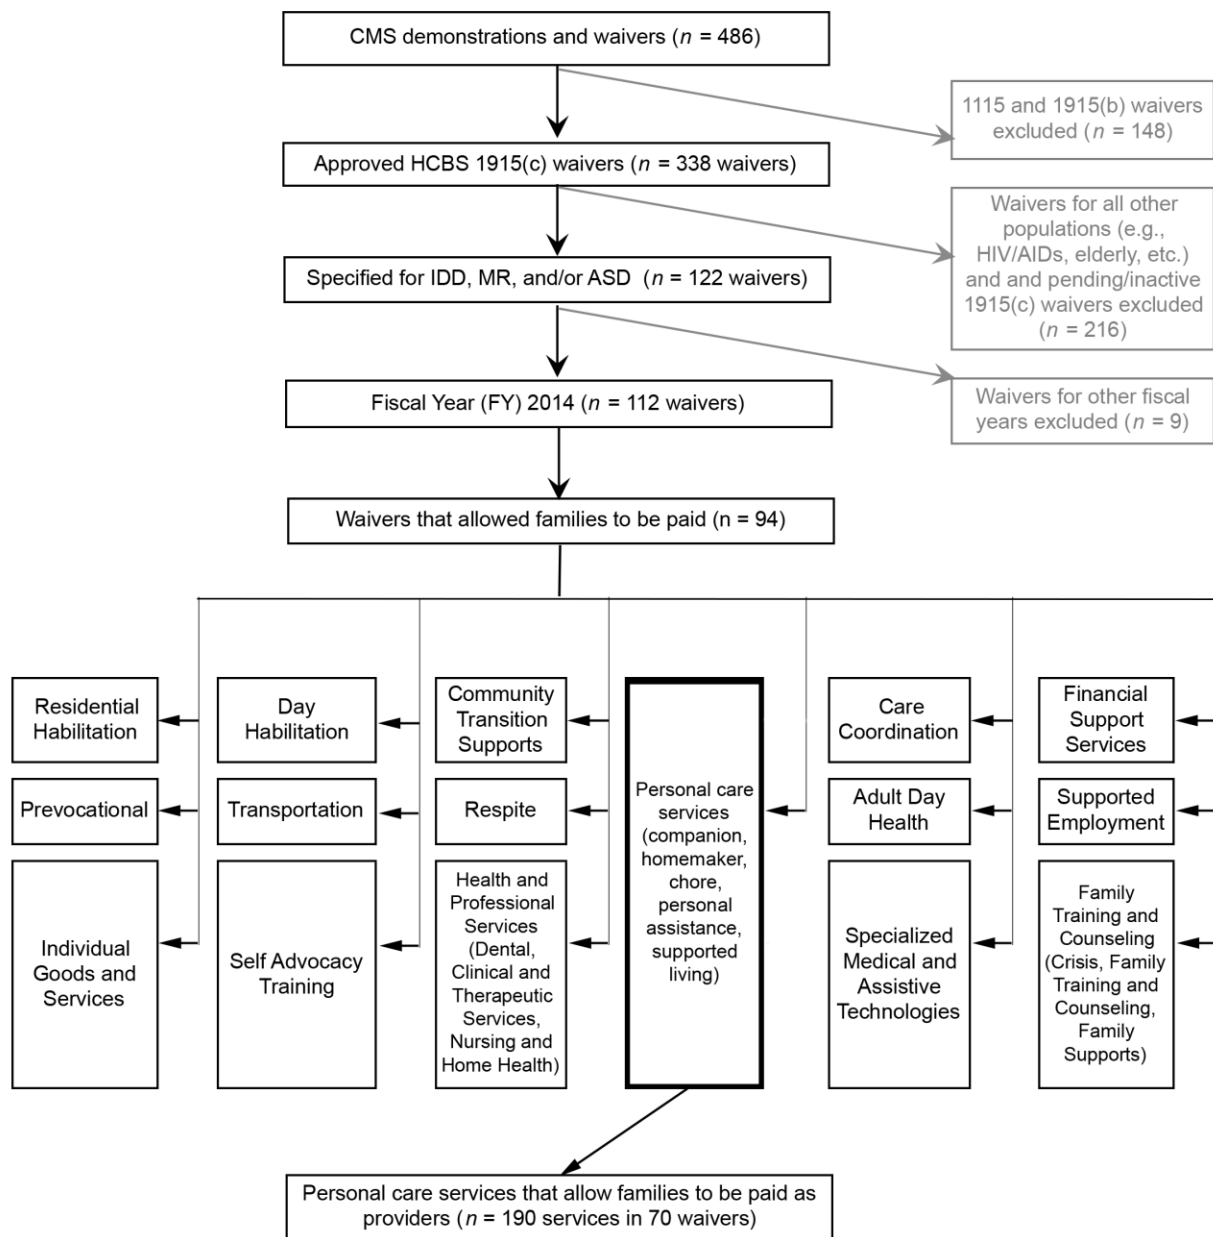 CMS demonstrations and waivers (n = 486)
1115 and 1915(b) waivers
excluded (n = 148)
Approved HCBS 1915(c) waivers (n = 338 waivers)
Waivers for all other
populations (e.g.,
HIV/AIDs, elderly, etc.)
and and pending/inactive
1915(c) waivers excluded
(n = 216)
Specified for IDD, MR, and/or ASD (n = 122 waivers)
Fiscal Year (FY) 2014 (n = 112 waivers)
Waivers for other fiscal
years excluded (n = 9)
Waivers that allowed families to be paid (n = 94)
Residential
Habilitation
Day
Habilitation
Community
Transition
Supports
Personal care
services
(companion,
homemaker,
chore,
personal
assistance,
supported
living)
Care
Coordination
Financial
Support
Services
Prevocational
Transportation
Respite
Adult Day
Health
Supported
Employment
Individual
Goods and
Services
Self Advocacy
Training
Health and
Professional
Services
(Dental,
Clinical and
Therapeutic
Services,
Nursing and
Home Health)
Specialized
Medical and
Assistive
Technologies
Family
Training and
Counseling
(Crisis, Family
Training and
Counseling,
Family
Supports)
Personal care services that allow families to be paid as
providers (n = 190 services in 70 waivers)